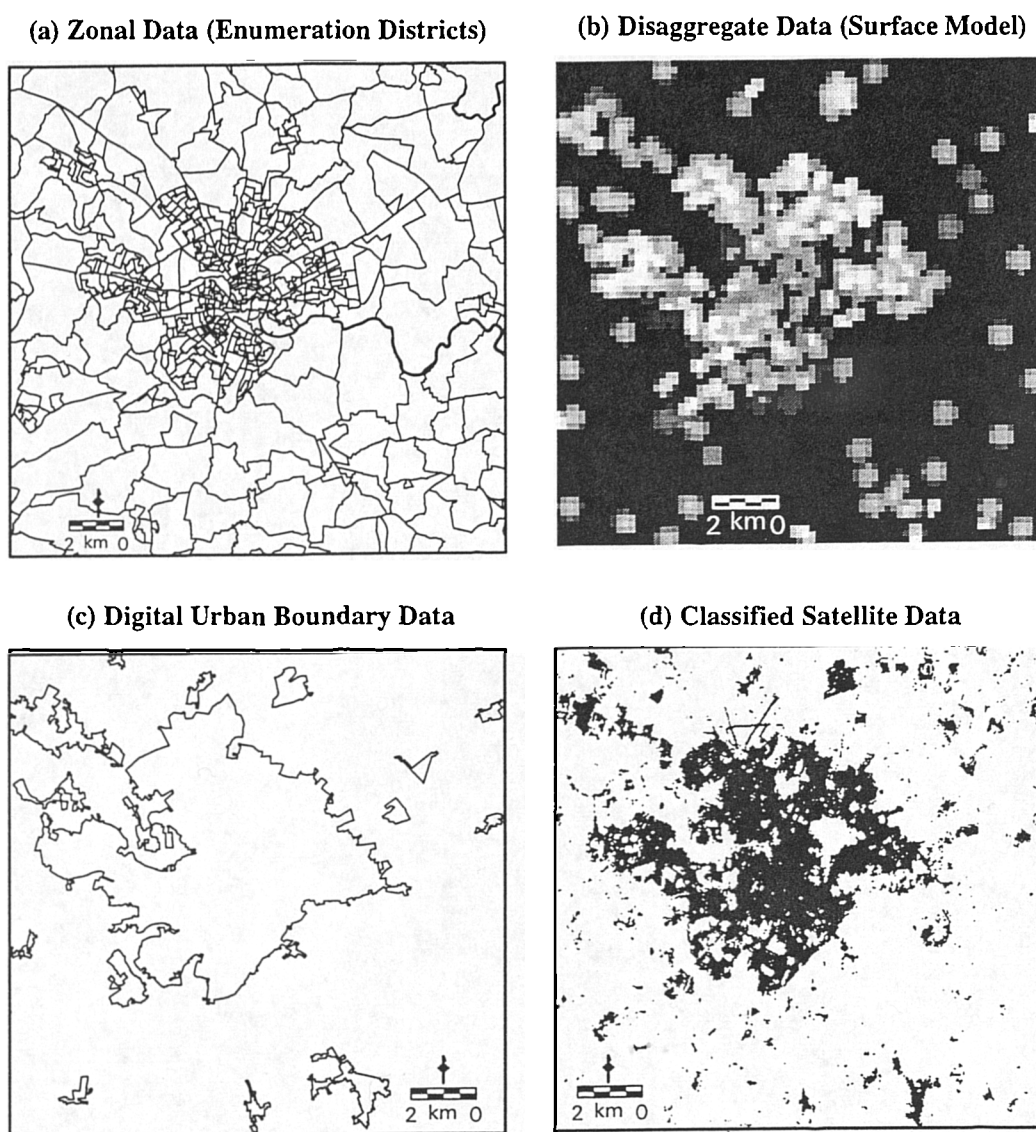 (a) Zonal Data (Enumeration Districts)
(b) Disaggregate Data (Surface Model)
2 km 0
2 km 0
(c) Digital Urban Boundary Data
(d) Classified Satellite Data
2 km 0
2 km 0